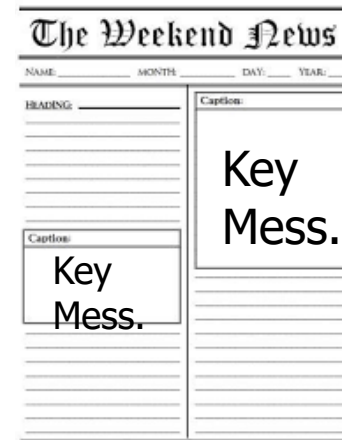 The Weekend News
NAME: MONTH: DAY: YEAR:
HEADING:
Caption:
Key
Mess.
Caption:
Key
Mess.